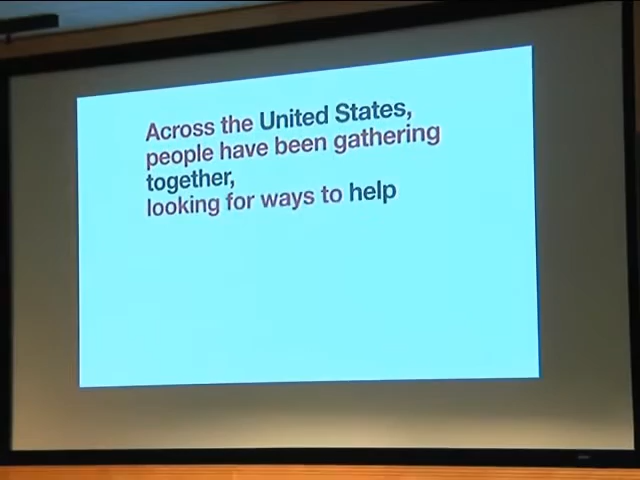 Across the United States,
people have been gathering
together,
looking for ways to help